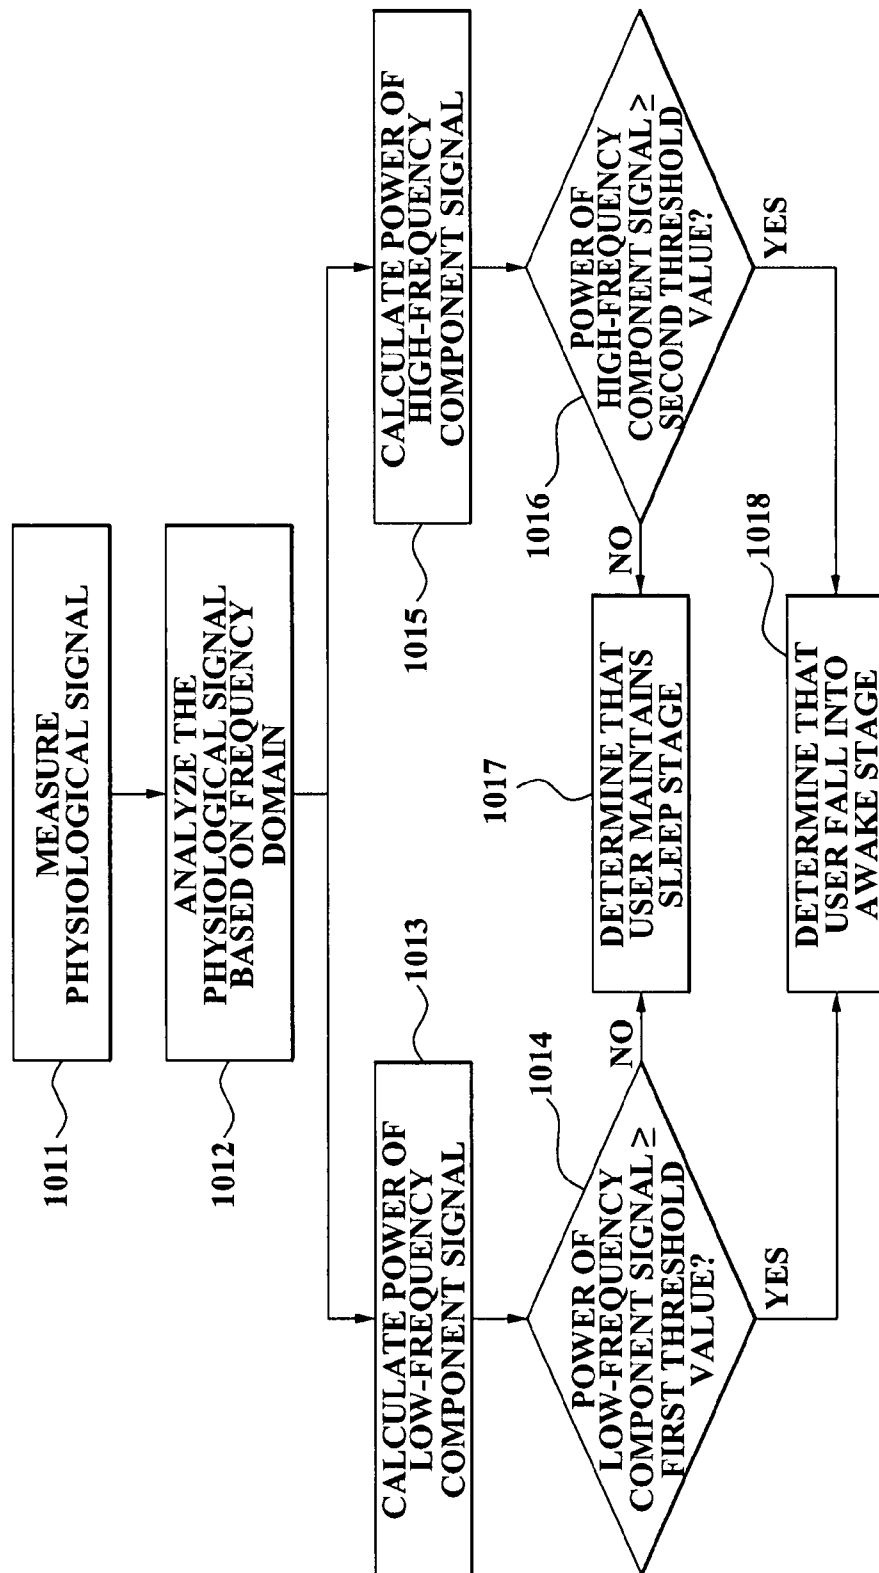 MEASURE
PHYSIOLOGICAL SIGNAL
1011
ANALYZE THE
PHYSIOLOGICAL SIGNAL
BASED ON FREQUENCY
DOMAIN
1012
CALCULATE POWER OF
LOW-FREQUENCY
COMPONENT SIGNAL
1013
CALCULATE POWER OF
HIGH-FREQUENCY
COMPONENT SIGNAL
1015
POWER OF
LOW-FREQUENCY
COMPONENT SIGNAL ≥
FIRST THRESHOLD
VALUE?
1014
NO
YES
POWER OF
HIGH-FREQUENCY
COMPONENT SIGNAL ≥
SECOND THRESHOLD
VALUE?
1016
NO
YES
1017
DETERMINE THAT
USER MAINTAINS
SLEEP STAGE
1018
DETERMINE THAT
USER FALL INTO
AWAKE STAGE